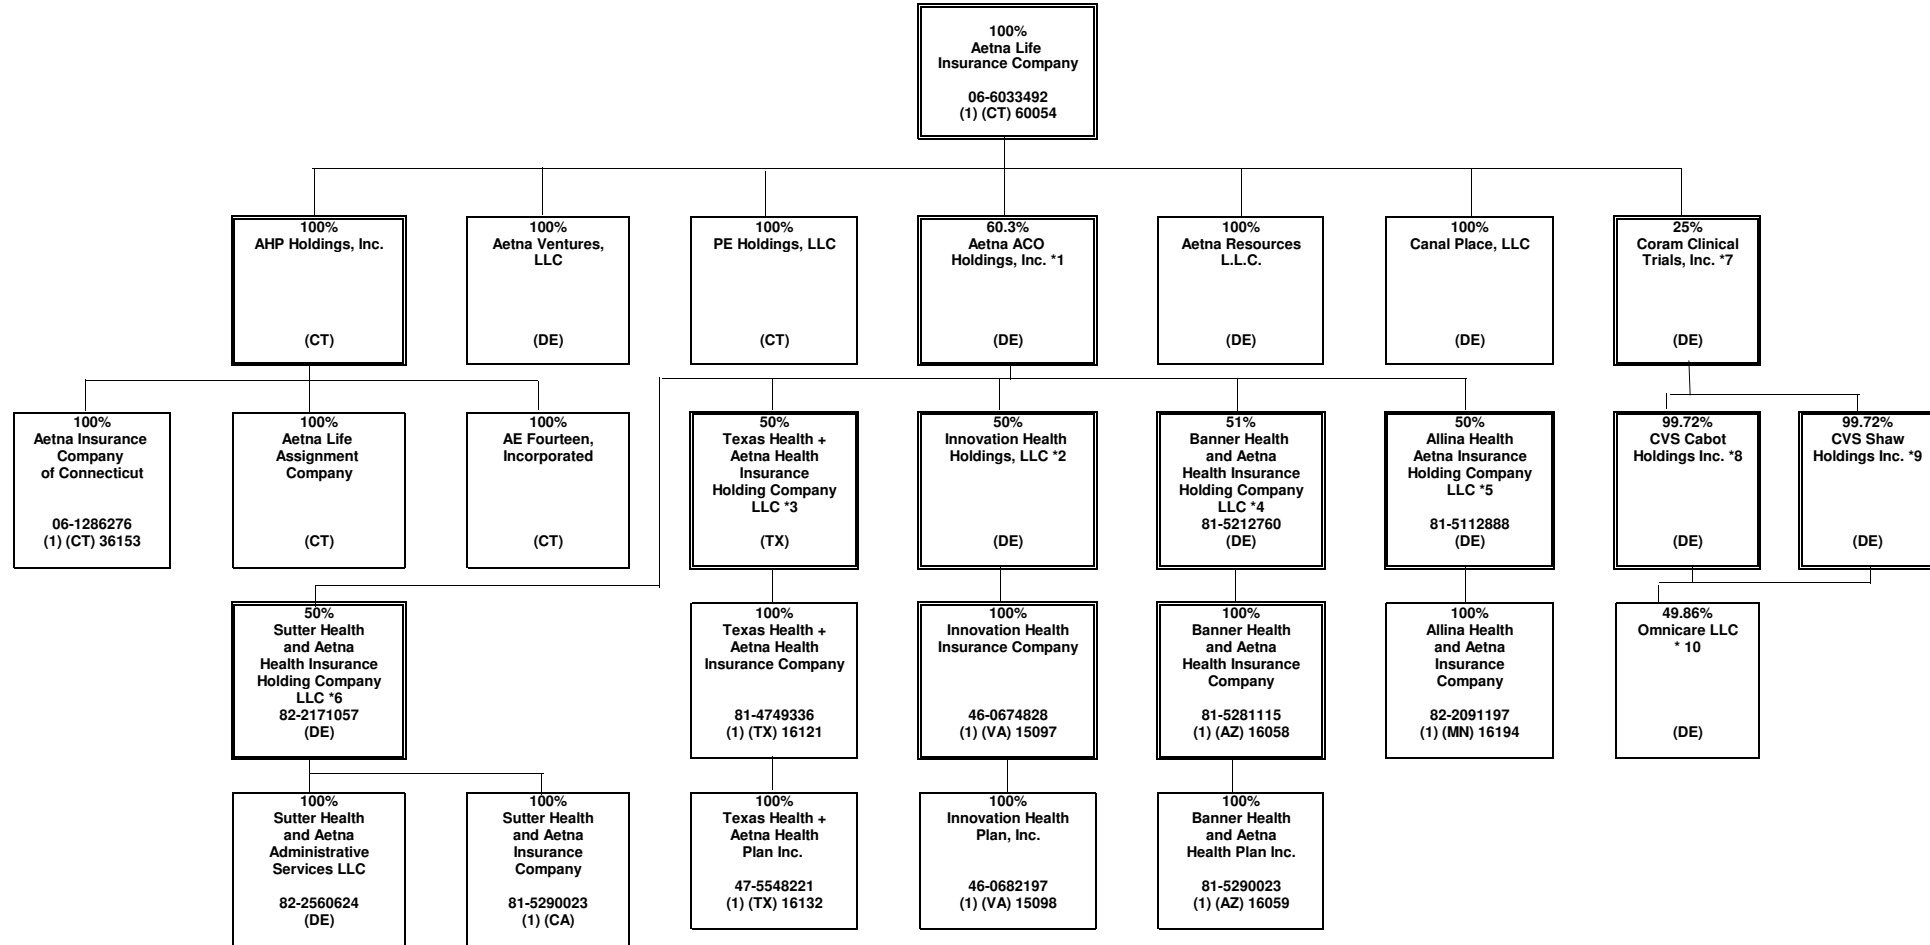 100%
Aetna Life
Insurance Company
06-6033492
(1) (CT) 60054
100%
AHP Holdings, Inc.
(CT)
100%
Aetna Ventures,
LLC
(DE)
100%
PE Holdings, LLC
(CT)
60.3%
Aetna ACO
Holdings, Inc. *1
(DE)
100%
Aetna Resources
L.L.C.
(DE)
100%
Canal Place, LLC
(DE)
25%
Coram Clinical
Trials, Inc. *7
(DE)
100%
Aetna Insurance
Company
of Connecticut
06-1286276
(1) (CT) 36153
100%
Aetna Life
Assignment
Company
(CT)
100%
AE Fourteen,
Incorporated
(CT)
50%
Texas Health +
Aetna Health
Insurance
Holding Company
LLC *3
(TX)
50%
Innovation Health
Holdings, LLC *2
(DE)
51%
Banner Health
and Aetna
Health Insurance
Holding Company
LLC *4
81-5212760
(DE)
50%
Allina Health
Aetna Insurance
Holding Company
LLC *5
81-5112888
(DE)
99.72%
CVS Cabot
Holdings Inc. *8
(DE)
99.72%
CVS Shaw
Holdings Inc. *9
(DE)
50%
Sutter Health
and Aetna
Health Insurance
Holding Company
LLC *6
82-2171057
(DE)
100%
Texas Health +
Aetna Health
Insurance Company
81-4749336
(1) (TX) 16121
100%
Innovation Health
Insurance Company
46-0674828
(1) (VA) 15097
100%
Banner Health
and Aetna
Health Insurance
Company
81-5281115
(1) (AZ) 16058
100%
Allina Health
and Aetna
Insurance
Company
82-2091197
(1) (MN) 16194
49.86%
Omnicare LLC
* 10
(DE)
100%
Sutter Health
and Aetna
Administrative
Services LLC
82-2560624
(DE)
100%
Sutter Health
and Aetna
Insurance
Company
81-5290023
(1) (CA)
100%
Texas Health +
Aetna Health
Plan Inc.
47-5548221
(1) (TX) 16132
100%
Innovation Health
Plan, Inc.
46-0682197
(1) (VA) 15098
100%
Banner Health
and Aetna
Health Plan Inc.
81-5290023
(1) (AZ) 16059